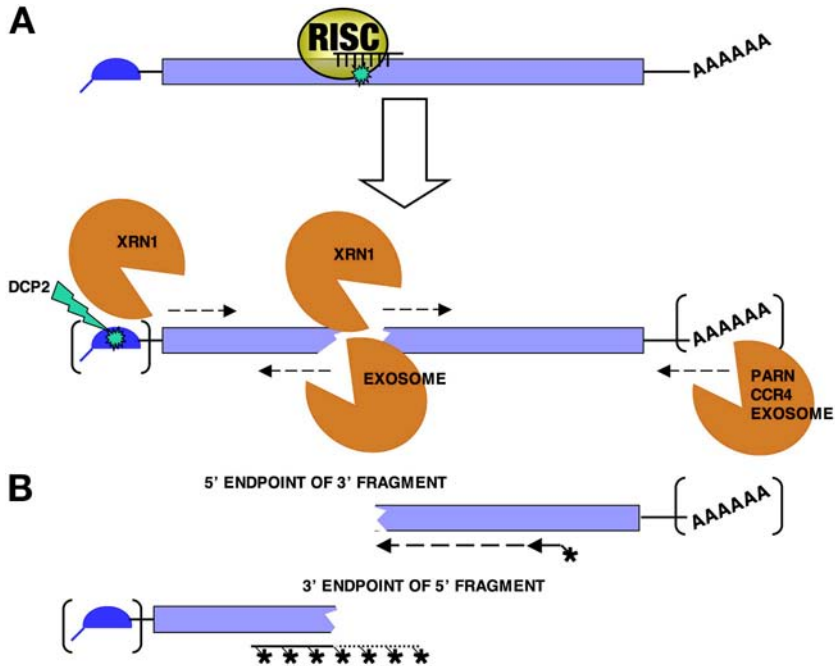 A
RISC
AAAAAA
XRN1
XRN1
DCP2
AAAAAA
EXOSOME
PARN
CCR4
EXOSOME
B
5’ ENDPOINT OF 3’ FRAGMENT
AAAAAA
*
3’ ENDPOINT OF 5’ FRAGMENT
* * * * * * *